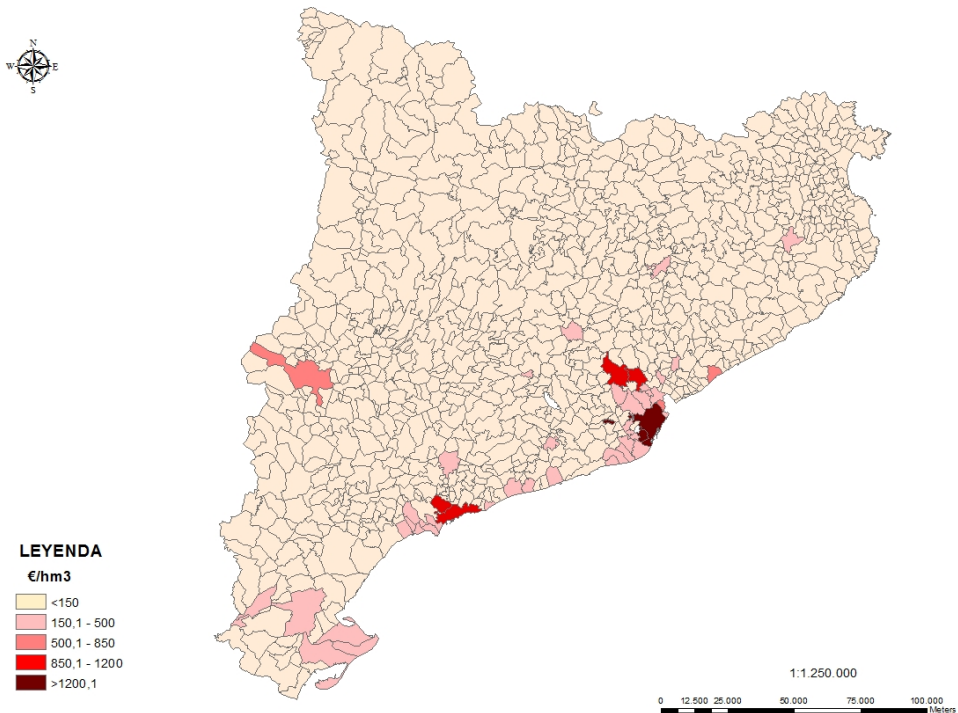 N
W E
S
LEYENDA
€/hm3
<150
150,1 - 500
500,1 - 850
850,1 - 1200
>1200,1
1:1.250.000
0 12.500 25.000 50.000 75.000 100.000
Meters